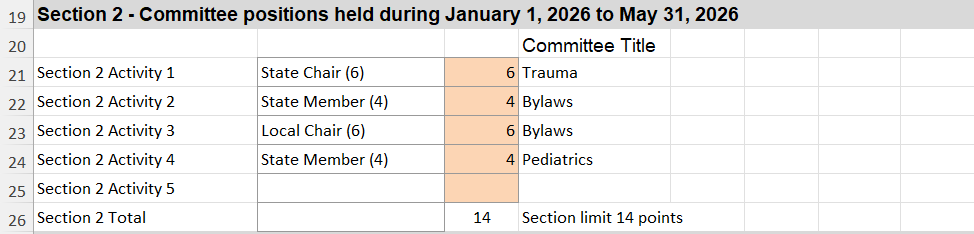 19 Section 2 - Committee positions held during January 1, 2026 to May 31, 2026
20 Committee Title
21 Section 2 Activity 1 State Chair (6) 6 Trauma
22 Section 2 Activity 2 State Member (4) 4 Bylaws
23 Section 2 Activity 3 Local Chair (6) 6 Bylaws
24 Section 2 Activity 4 State Member (4) 4 Pediatrics
25 Section 2 Activity 5
26 Section 2 Total 14 Section limit 14 points